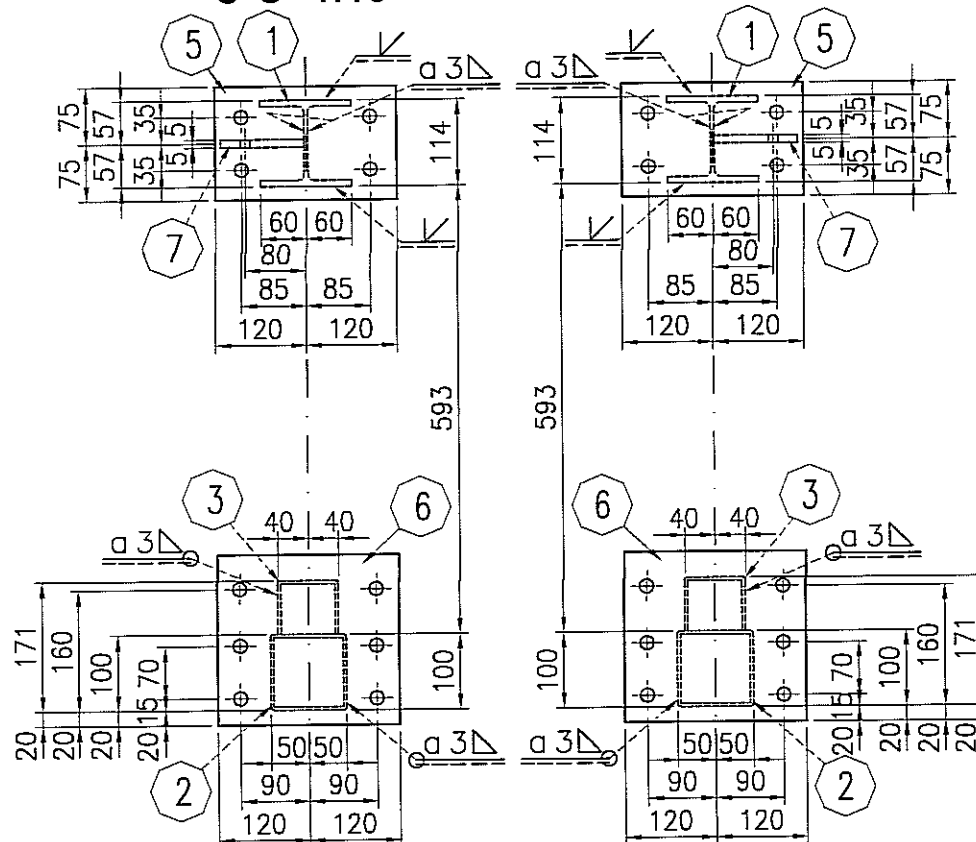 5 1 a 3 a 3 1 5
75 57 35 5 114 114 5 35 57 75
75 57 35 5 5 35 57 75
7 60 60 60 60 7
80 80
85 85 85 85
120 120 120 120
593 593
3 6 6 3
40 40 40 40
a 3 a 3
171 160 100 70 15 100 100 70 15 100 160 171
20 20 20 20 20 20 20 20
50 50 a 3 a 3 50 50
2 90 90 90 90 2
120 120 120 120